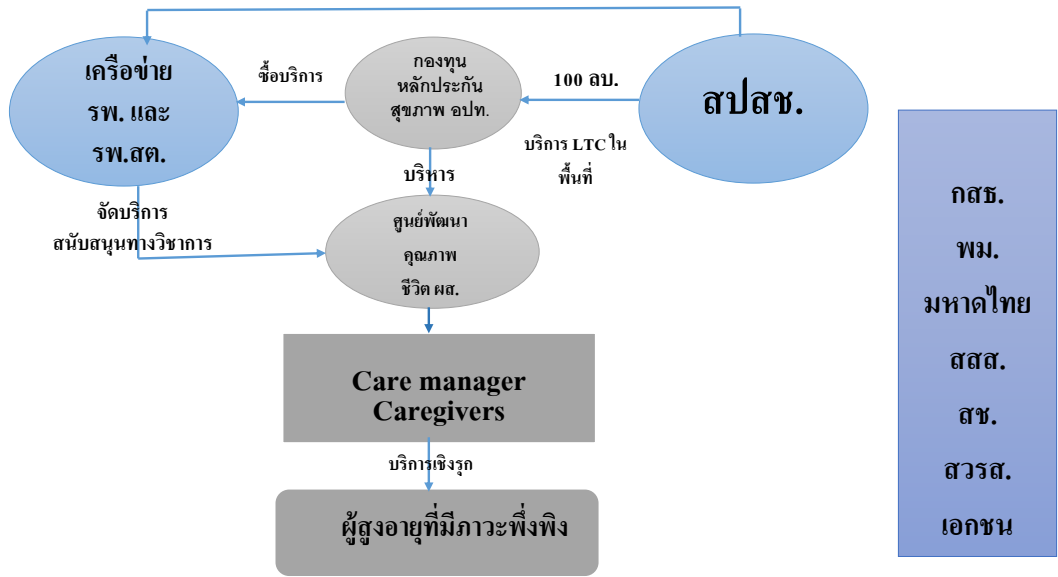 เครือข่าย
รพ. และ
รพ.สต.
ซื้อบริการ
กองทุน
หลักประกัน
สุขภาพ อปท.
100 ลบ.
บริการ LTC ใน
พื้นที่
สปสช.
บริหาร
จัดบริการ
สนับสนุนทางวิชาการ
ศูนย์พัฒนา
คุณภาพ
ชีวิต ผส.
Care manager
Caregivers
บริการเชิงรุก
ผู้สูงอายุที่มีภาวะพึ่งพิง
กสธ.
พม.
มหาดไทย
สสส.
สช.
สวรส.
เอกชน